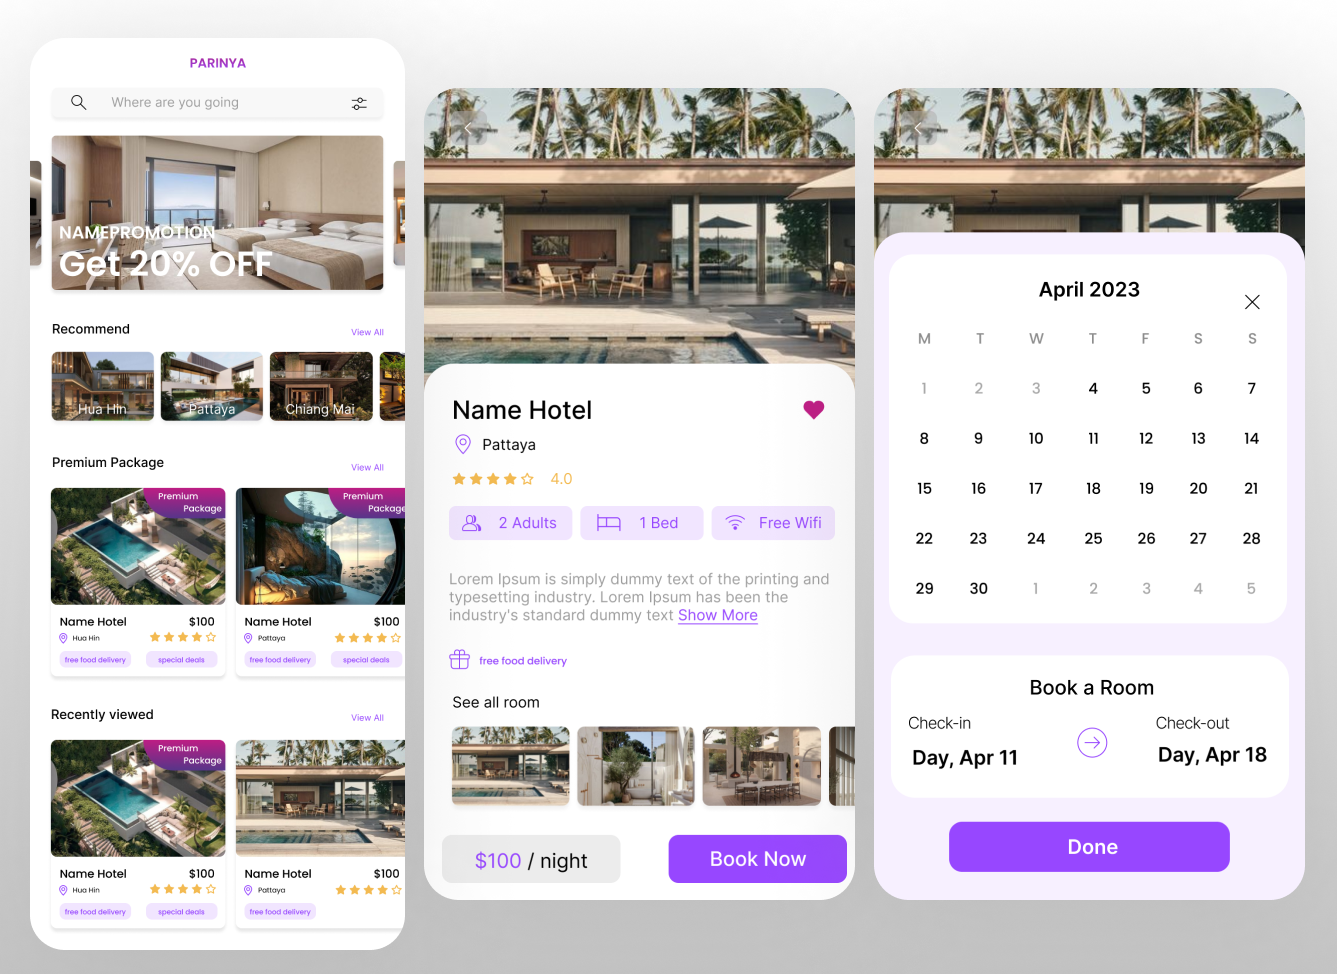 PARINYA
Where are you going
NAMEPROMOTION
Get 20% OFF
Recommend
View All
Hua Hin
Pattaya
Chiang Mai
Premium Package
View All
Premium
Package
Premium
Package
Name Hotel
$100
Hua Hin
free food delivery
special deals
Name Hotel
$100
Pattaya
free food delivery
special deals
Recently viewed
View All
Premium
Package
Name Hotel
$100
Hua Hin
free food delivery
special deals
Name Hotel
$100
Pattaya
free food delivery
Name Hotel
Pattaya
4.0
2 Adults
1 Bed
Free Wifi
Lorem Ipsum is simply dummy text of the printing and
typesetting industry. Lorem Ipsum has been the
industry's standard dummy text Show More
free food delivery
See all room
$100 / night
Book Now
April 2023
M T W T F S S
1 2 3 4 5 6 7
8 9 10 11 12 13 14
15 16 17 18 19 20 21
22 23 24 25 26 27 28
29 30 1 2 3 4 5
Book a Room
Check-in
Check-out
Day, Apr 11
Day, Apr 18
Done